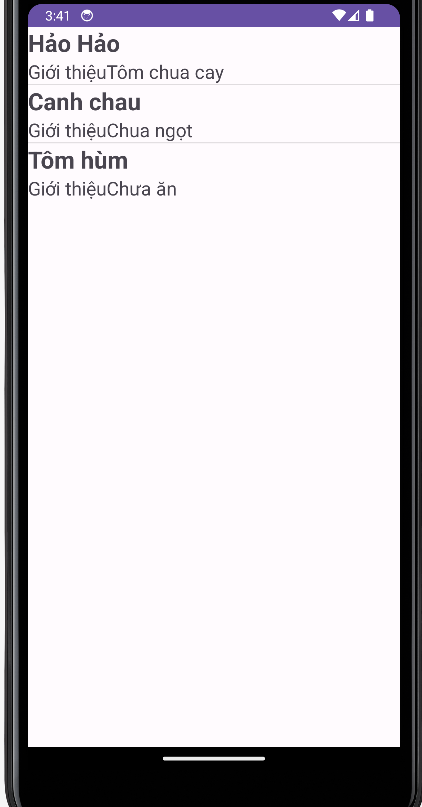 3:41
Hảo Hảo
Giới thiệuTôm chua cay
Canh chau
Giới thiệuChua ngọt
Tôm hùm
Giới thiệuChưa ăn